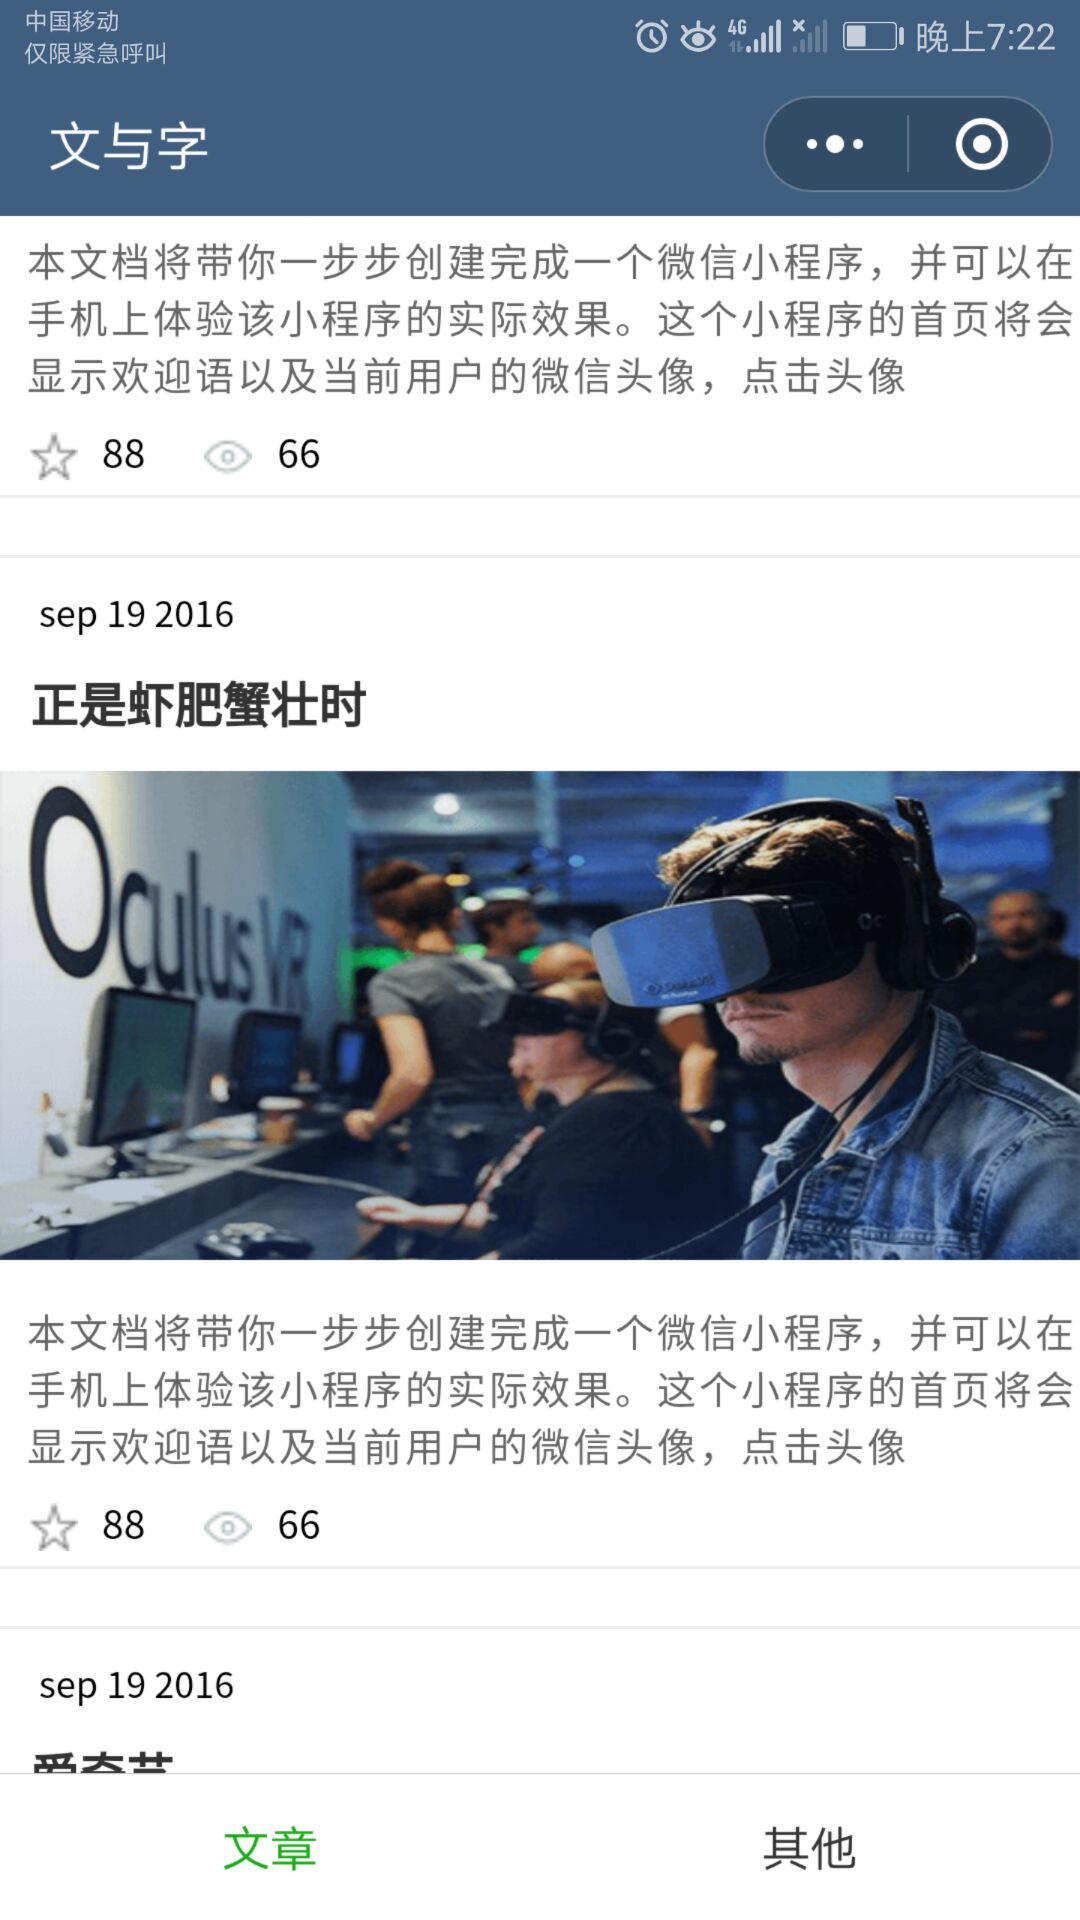 中国移动
仅限紧急呼叫
4G
晚上7:22
文与字
本文档将带你一步步创建完成一个微信小程序，并可以在
手机上体验该小程序的实际效果。这个小程序的首页将会
显示欢迎语以及当前用户的微信头像，点击头像
88 66
sep 19 2016
正是虾肥蟹壮时
Oculus VR
本文档将带你一步步创建完成一个微信小程序，并可以在
手机上体验该小程序的实际效果。这个小程序的首页将会
显示欢迎语以及当前用户的微信头像，点击头像
88 66
sep 19 2016
文章 其他